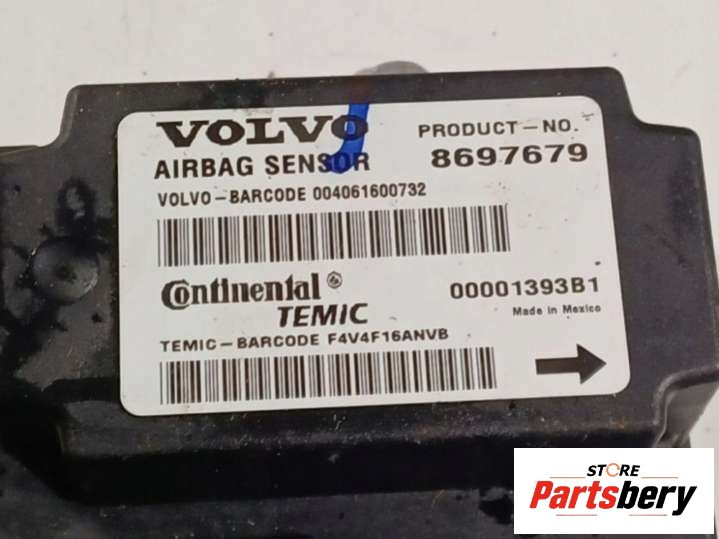 VOLVO
PRODUCT-NO.
AIRBAG SENSOR
8697679
VOLVO-BARCODE 004061600732
Continental
00001393B1
TEMIC
Made in Mexico
TEMIC-BARCODE F4V4F16ANVB
STORE
Partsbery